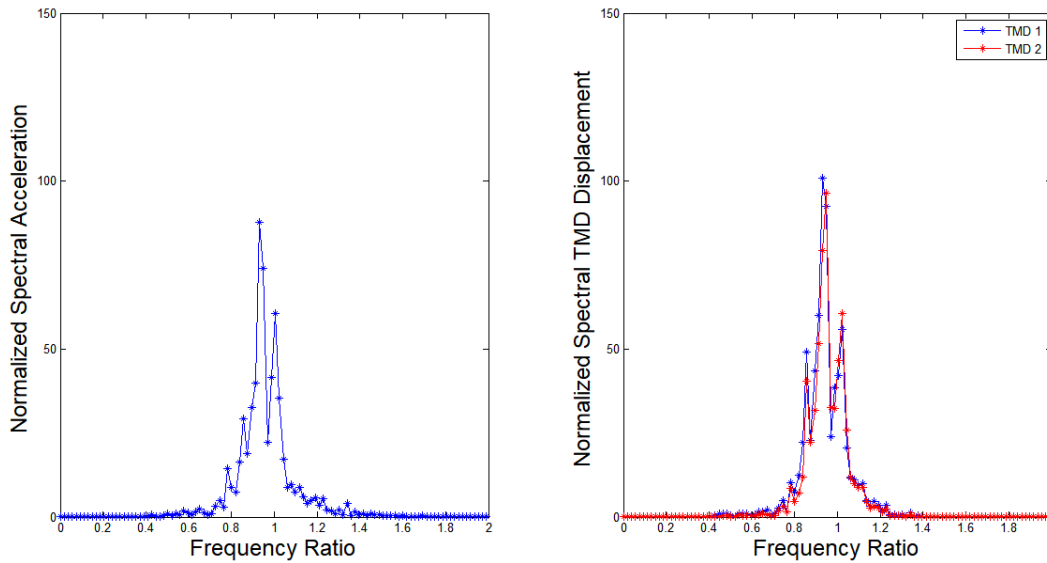 150
100
50
0
0 0.2 0.4 0.6 0.8 1 1.2 1.4 1.6 1.8 2
Normalized Spectral Acceleration
Frequency Ratio
150
100
50
0
0 0.2 0.4 0.6 0.8 1 1.2 1.4 1.6 1.8
Normalized Spectral TMD Displacement
Frequency Ratio
TMD 1
TMD 2